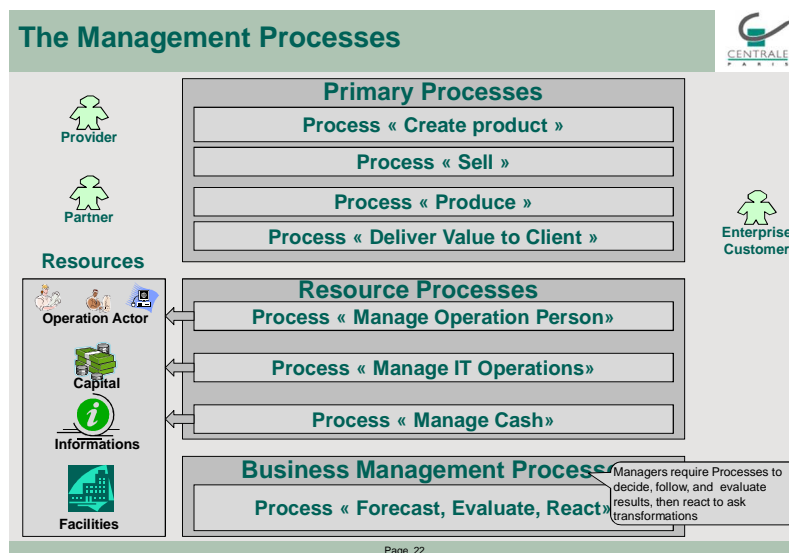 The Management Processes
CENTRALE
PARIS
Primary Processes
Process « Create product »
Process « Sell »
Process « Produce »
Process « Deliver Value to Client »
Provider
Partner
Enterprise
Customer
Resources
Operation Actor
Capital
Informations
Facilities
Resource Processes
Process « Manage Operation Person»
Process « Manage IT Operations»
Process « Manage Cash»
Business Management Process
Process « Forecast, Evaluate, React»
Managers require Processes to
decide, follow, and evaluate
results, then react to ask
transformations
Page 22